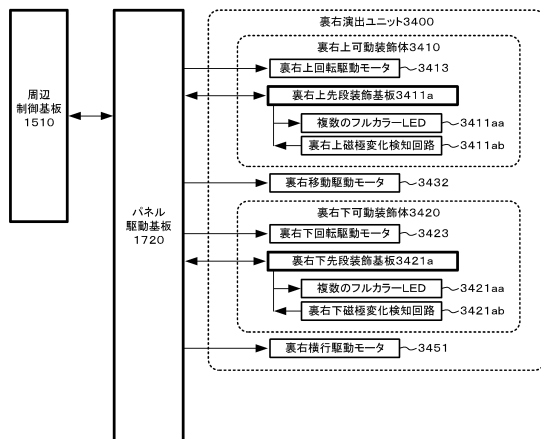 裏右演出ユニット3400
裏右上可動装飾体3410
裏右上回転駆動モータ
3413
裏右上先段装飾基板3411a
複数のフルカラーLED
3411aa
裏右上磁極変化検知回路
3411ab
周辺
制御基板
1510
裏右移動駆動モータ
3432
パネル
駆動基板
1720
裏右下可動装飾体3420
裏右下回転駆動モータ
3423
裏右下先段装飾基板3421a
複数のフルカラーLED
3421aa
裏右下磁極変化検知回路
3421ab
裏右横行駆動モータ
3451